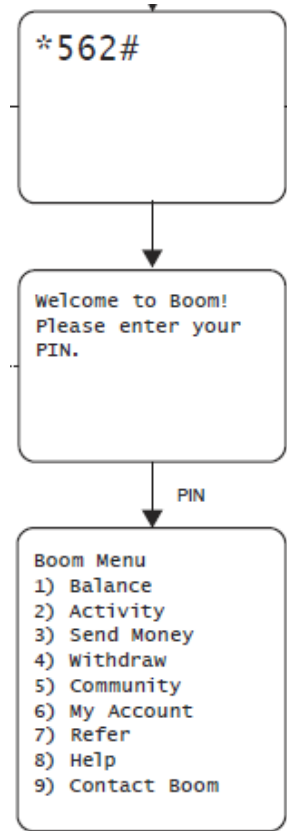 *562#
Welcome to Boom!
Please enter your
PIN.
PIN
Boom Menu
1) Balance
2) Activity
3) Send Money
4) Withdraw
5) Community
6) My Account
7) Refer
8) Help
9) Contact Boom